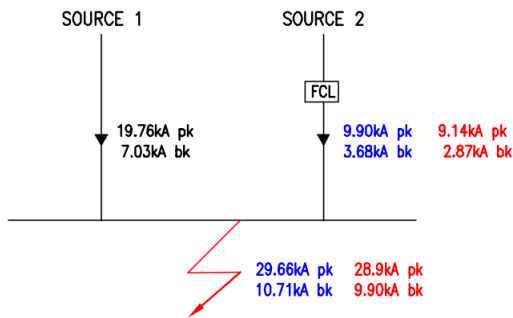 SOURCE 1 SOURCE 2
FCL
19.76kA pk 9.90kA pk 9.14kA pk
7.03kA bk 3.68kA bk 2.87kA bk
29.66kA pk 28.9kA pk
10.71kA bk 9.90kA bk